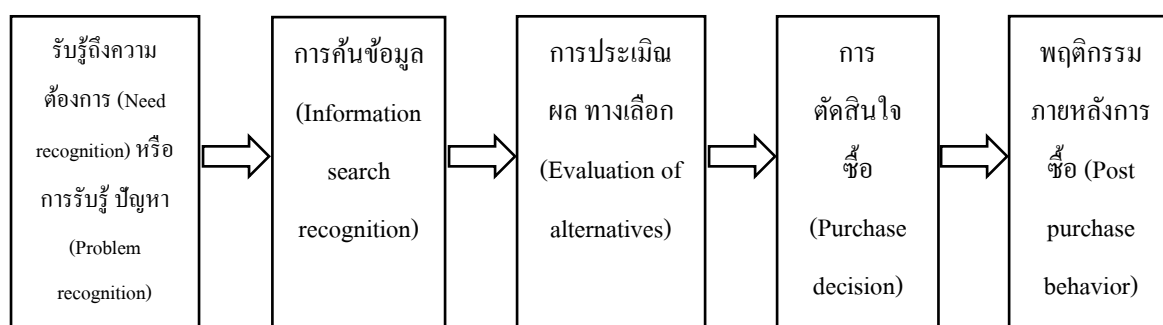 รับรู้ถึงความ
ต้องการ (Need
recognition) หรือ
การรับรู้ ปัญหา
(Problem
recognition)
การค้นข้อมูล
(Information
search
recognition)
การประเมิณ
ผล ทางเลือก
(Evaluation of
alternatives)
การ
ตัดสินใจ
ซื้อ
(Purchase
decision)
พฤติกรรม
ภายหลังการ
ซื้อ (Post
purchase
behavior)